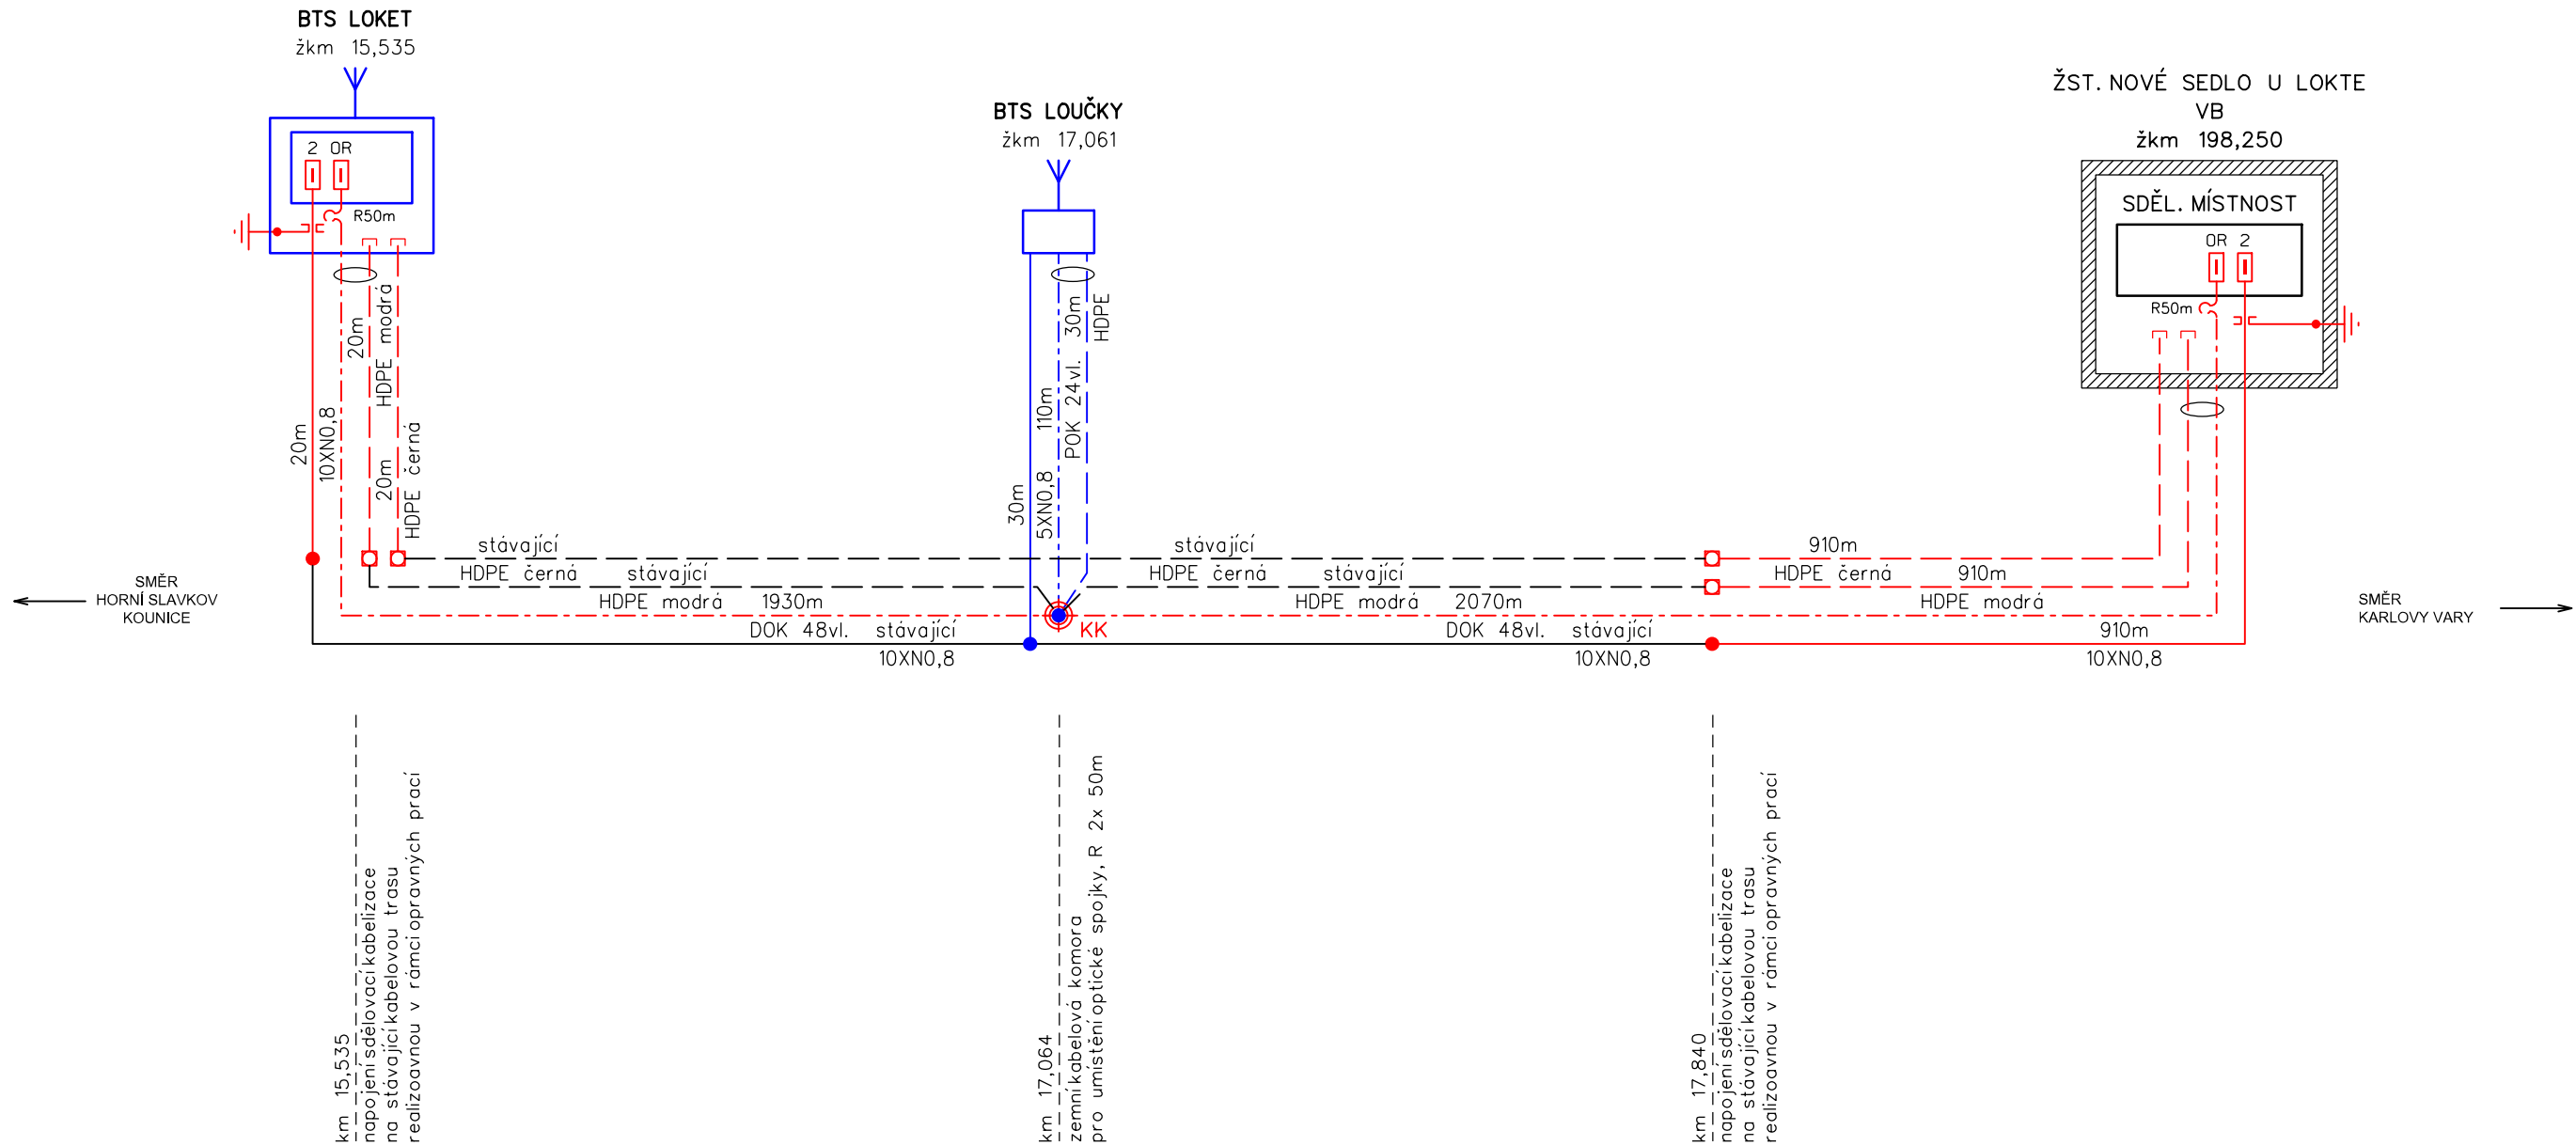 BTS LOKET
žkm 15,535
2 OR
R50m
20m
10XN0,8
20m
HDPE modrá
20m
HDPE černá
BTS LOUČKY
žkm 17,061
30m
5XN0,8
110m
POK 24vl.
30m
HDPE
ŽST. NOVÉ SEDLO U LOKTE
VB
žkm 198,250
SDĚL. MÍSTNOST
OR 2
R50m
SMĚR
HORNÍ SLAVKOV
KOUNICE
stávající
HDPE černá stávající
HDPE modrá 1930m
DOK 48vl. stávající
10XN0,8
KK
stávající
HDPE černá stávající
HDPE modrá 2070m
DOK 48vl. stávající
10XN0,8
910m
HDPE černá 910m
HDPE modrá
910m
10XN0,8
SMĚR
KARLOVY VARY
km 15,535
napojení sdělovací kabelizace
na stávající kabelovou trasu
realizoavnou v rámci opravných prací
km 17,064
zemní kabelová komora
pro umístění optické spojky, R 2x 50m
km 17,840
napojení sdělovací kabelizace
na stávající kabelovou trasu
realizoavnou v rámci opravných prací